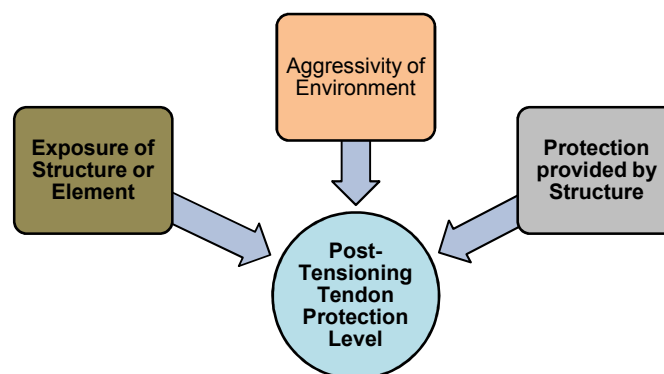 Aggressivity of
Environment
Exposure of
Structure or
Element
Protection
provided by
Structure
Post-
Tensioning
Tendon
Protection
Level